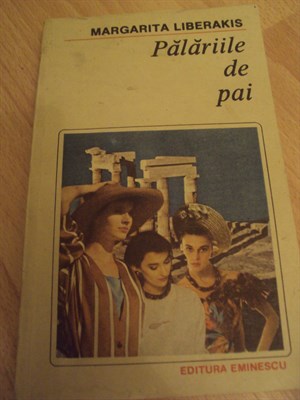 MARGARITA LIBERAKIS
Pălăriile
de
pai
EDITURA EMINESCU